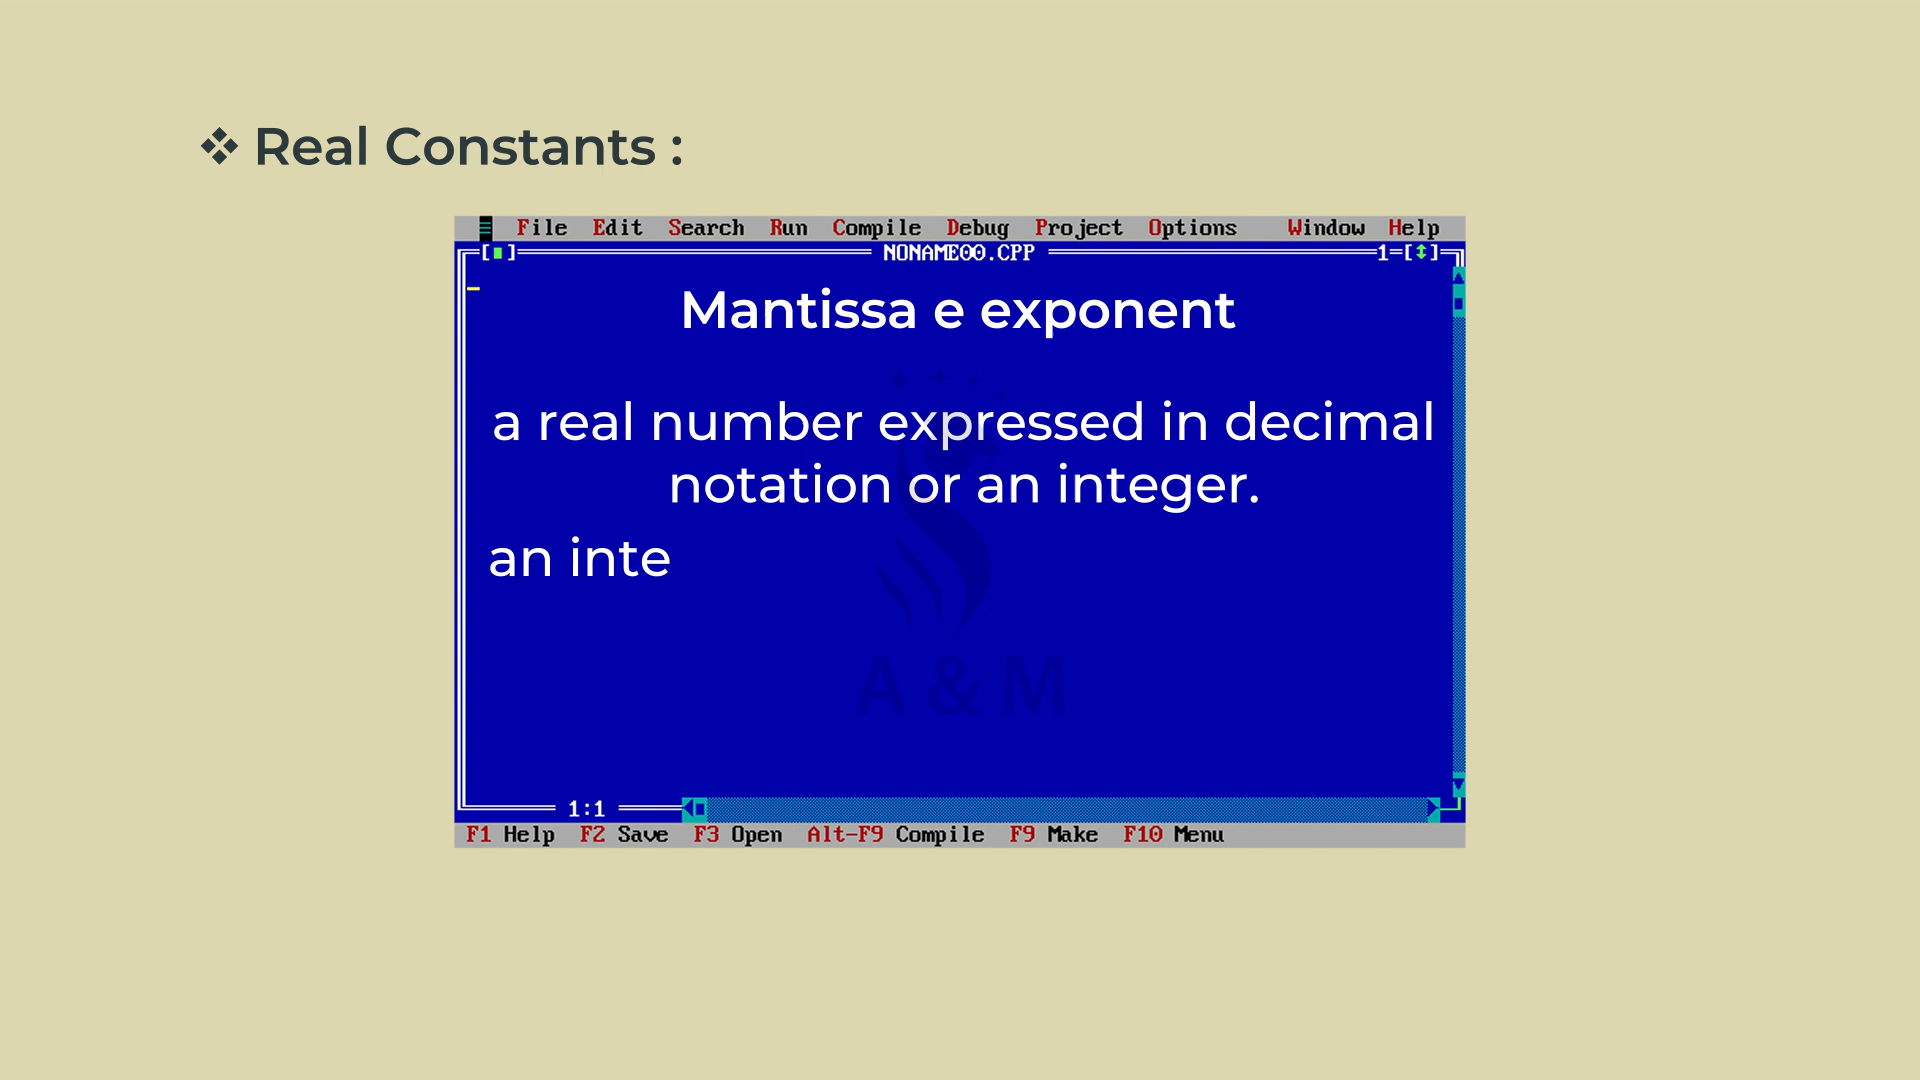 ❖ Real Constants :
≡ File Edit Search Run Compile Debug Project Options Window Help
[■] NONAME00.CPP 1=[↕]
Mantissa e exponent
a real number expressed in decimal
notation or an integer.
an inte
A & M
1:1
F1 Help F2 Save F3 Open Alt-F9 Compile F9 Make F10 Menu